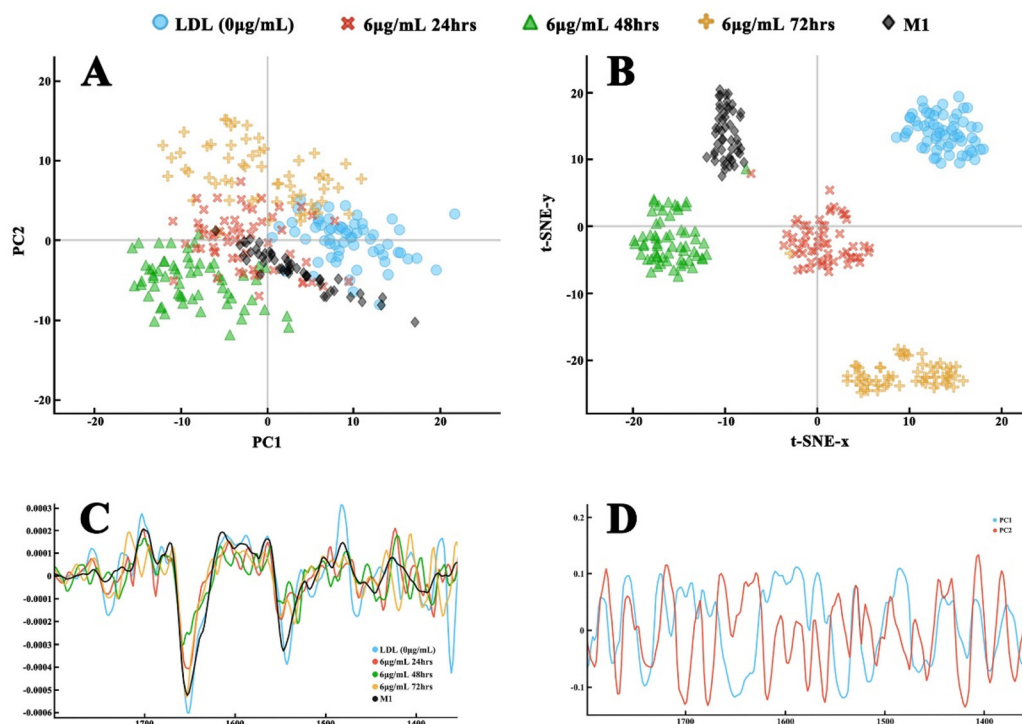 LDL (0µg/mL) 6µg/mL 24hrs 6µg/mL 48hrs 6µg/mL 72hrs M1
A
20
10
0
-10
-20
PC2
-20 -10 0 10 20
PC1
B
20
10
0
-10
-20
t-SNE-y
-20 -10 0 10 20
t-SNE-x
C
0.0003
0.0002
0.0001
0
-0.0001
-0.0002
-0.0003
-0.0004
-0.0005
-0.0006
LDL (0µg/mL)
6µg/mL 24hrs
6µg/mL 48hrs
6µg/mL 72hrs
M1
1700 1600 1500 1400
D
0.2
0.1
0
-0.1
PC1
PC2
1700 1600 1500 1400